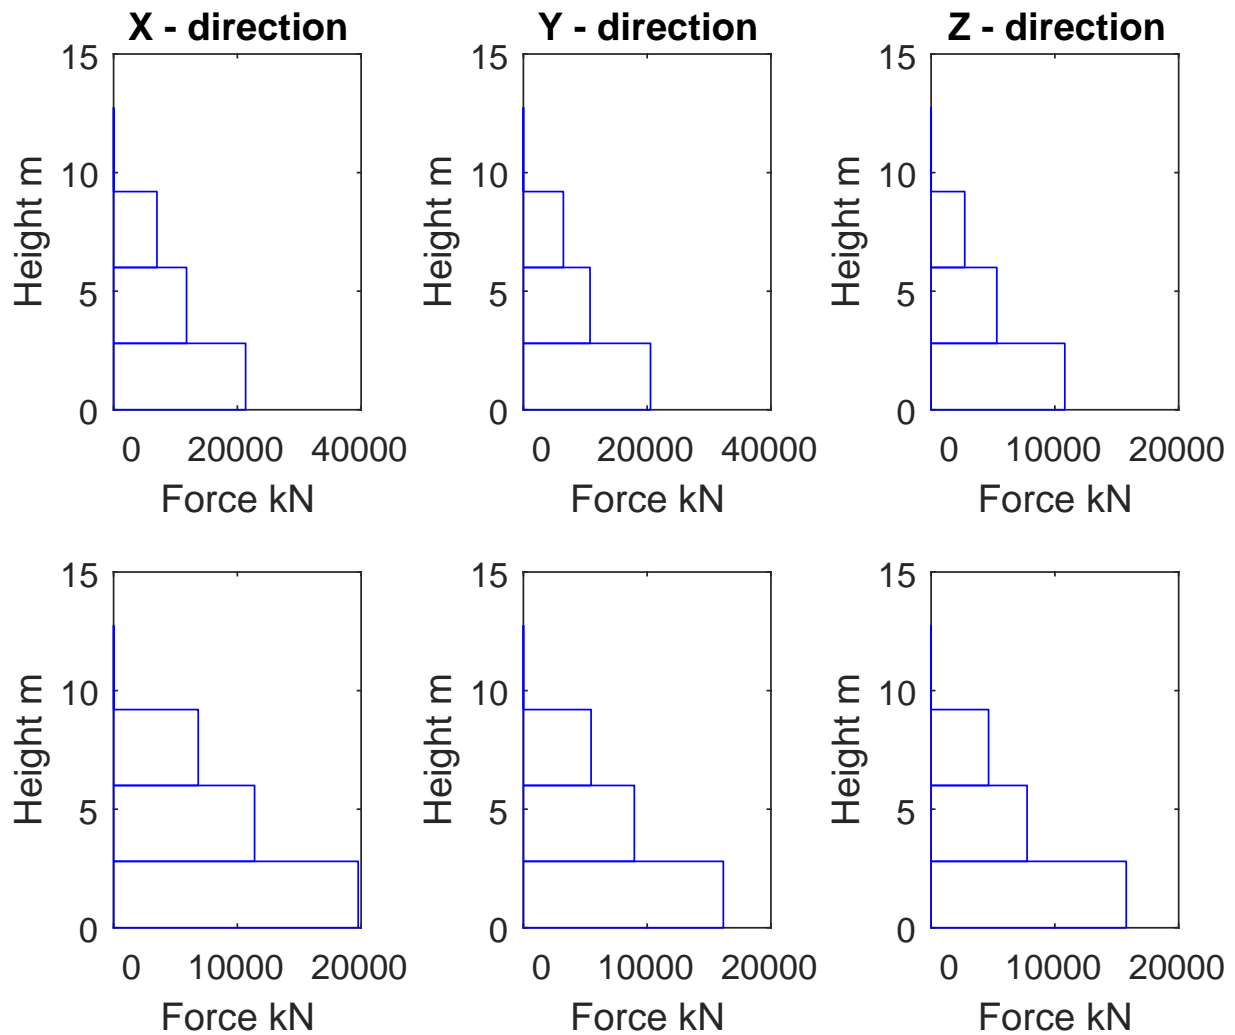 X - direction
Y - direction
Z - direction
15
10
5
0
Height m
0 20000 40000
Force kN
15
10
5
0
Height m
0 20000 40000
Force kN
15
10
5
0
Height m
0 10000 20000
Force kN
15
10
5
0
Height m
0 10000 20000
Force kN
15
10
5
0
Height m
0 10000 20000
Force kN
15
10
5
0
Height m
0 10000 20000
Force kN